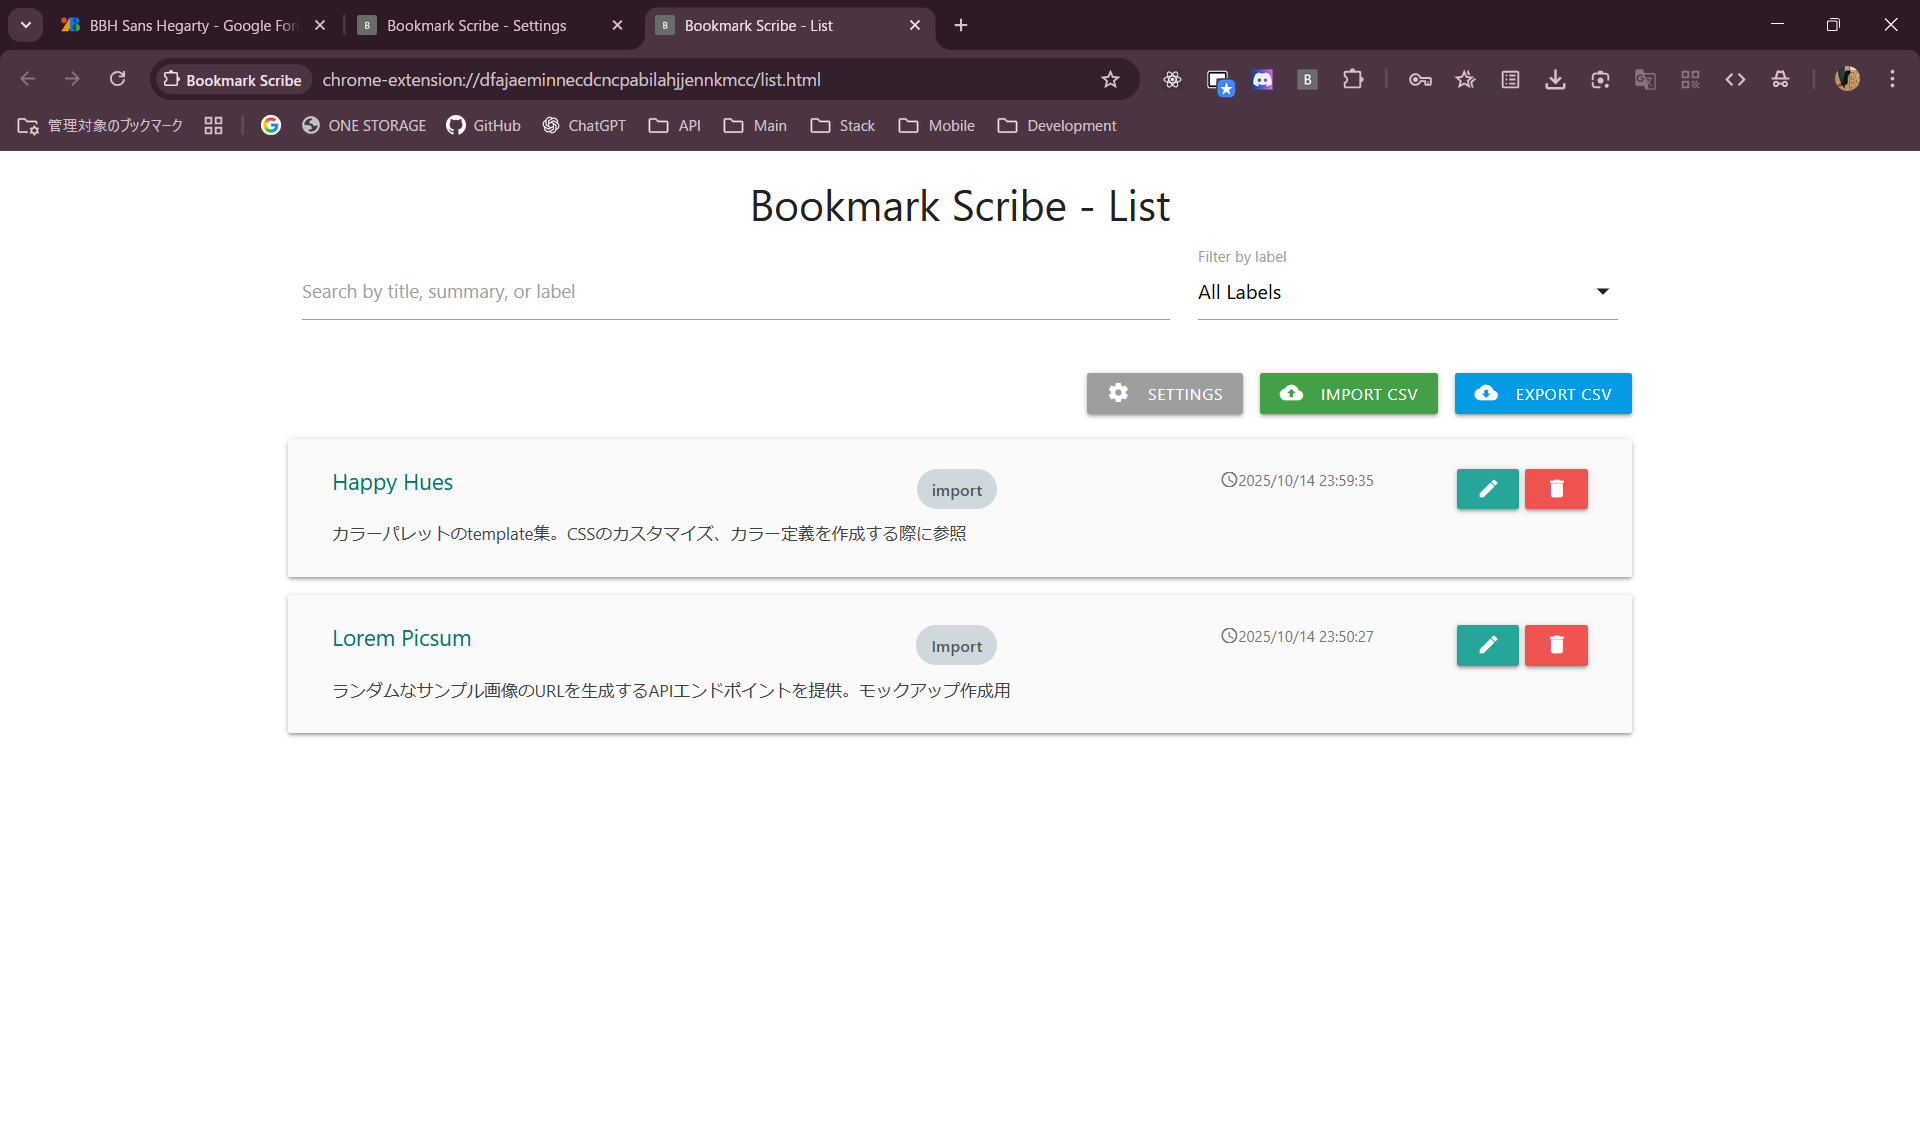 BBH Sans Hegarty - Google Fon
Bookmark Scribe - Settings
Bookmark Scribe - List
Bookmark Scribe
chrome-extension://dfajaeminnecdcncpabilahjjennkmcc/list.html
管理対象のブックマーク
ONE STORAGE
GitHub
ChatGPT
API
Main
Stack
Mobile
Development
Bookmark Scribe - List
Filter by label
Search by title, summary, or label
All Labels
SETTINGS
IMPORT CSV
EXPORT CSV
Happy Hues
import
2025/10/14 23:59:35
カラーパレットのtemplate集。CSSのカスタマイズ、カラー定義を作成する際に参照
Lorem Picsum
Import
2025/10/14 23:50:27
ランダムなサンプル画像のURLを生成するAPIエンドポイントを提供。モックアップ作成用